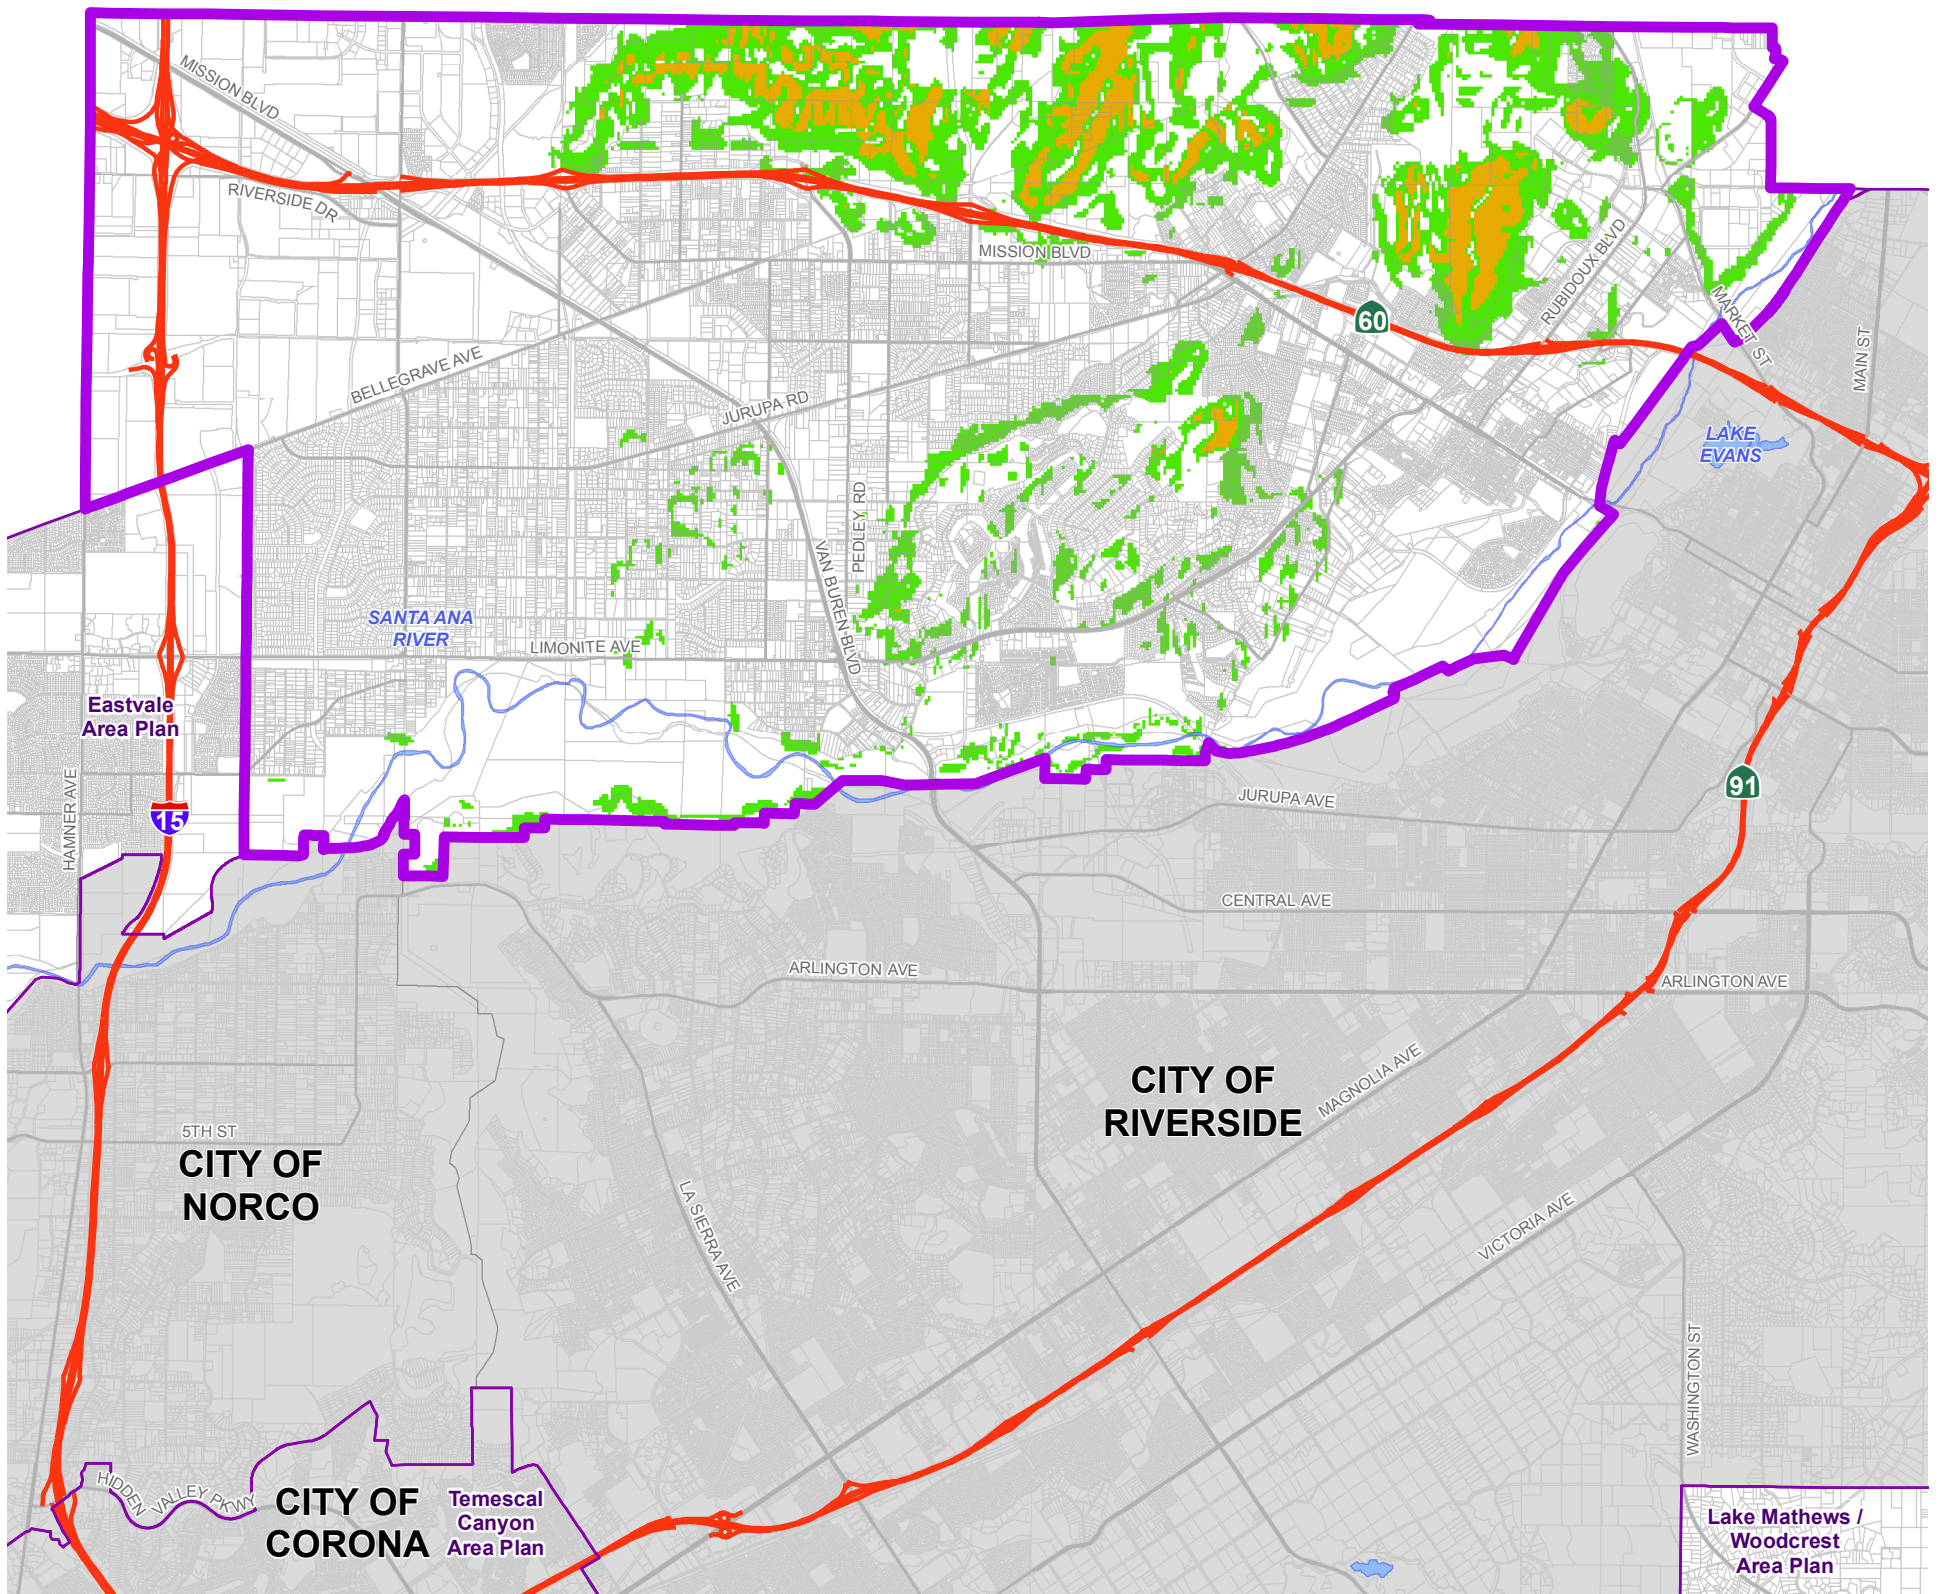 MISSION BLVD
RIVERSIDE DR
MISSION BLVD
RUBIDOUX BLVD
60
MARKET ST
MAIN ST
BELLEGRAVE AVE
JURUPA RD
LAKE
EVANS
PEDLEY RD
VAN BUREN BLVD
SANTA ANA
RIVER
LIMONITE AVE
Eastvale
Area Plan
HAMNER AVE
15
91
JURUPA AVE
CENTRAL AVE
ARLINGTON AVE
ARLINGTON AVE
CITY OF
RIVERSIDE
MAGNOLIA AVE
5TH ST
CITY OF
NORCO
LA SIERRA AVE
VICTORIA AVE
WASHINGTON ST
HIDDEN VALLEY PKWY
CITY OF
CORONA
Temescal
Canyon
Area Plan
Lake Mathews /
Woodcrest
Area Plan